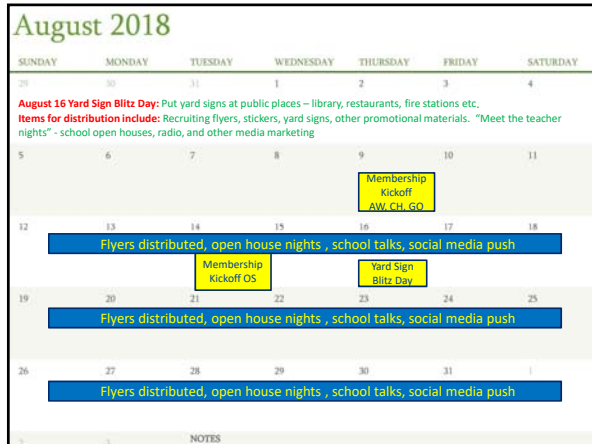 August 2018
SUNDAY MONDAY TUESDAY WEDNESDAY THURSDAY FRIDAY SATURDAY
29 30 31 1 2 3 4
August 16 Yard Sign Blitz Day: Put yard signs at public places – library, restaurants, fire stations etc.
Items for distribution include: Recruiting flyers, stickers, yard signs, other promotional materials. "Meet the teacher
nights" - school open houses, radio, and other media marketing
5 6 7 8 9 10 11
Membership
Kickoff
AW, CH, GO
12 13 14 15 16 17 18
Flyers distributed, open house nights , school talks, social media push
Membership
Kickoff OS
Yard Sign
Blitz Day
19 20 21 22 23 24 25
Flyers distributed, open house nights , school talks, social media push
26 27 28 29 30 31 1
Flyers distributed, open house nights , school talks, social media push
NOTES